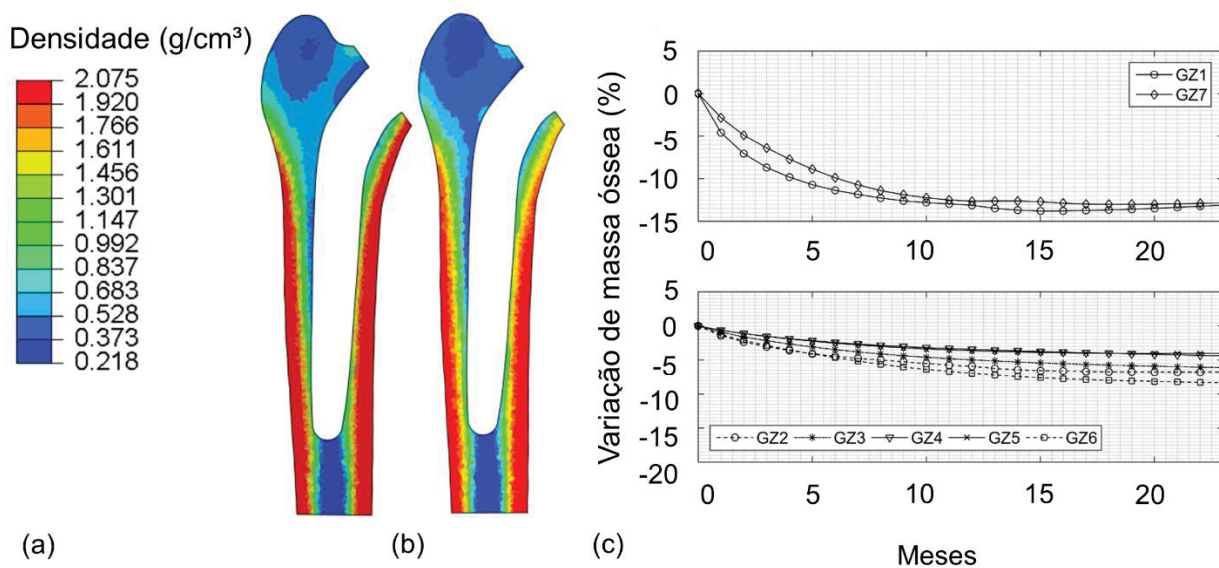 Densidade (g/cm³)
2.075
1.920
1.766
1.611
1.456
1.301
1.147
0.992
0.837
0.683
0.528
0.373
0.218
(a)
(b)
(c)
Variação de massa óssea (%)
5
0
-5
-10
-15
GZ1
GZ7
0 5 10 15 20
5
0
-5
-10
-15
-20
GZ2 GZ3 GZ4 GZ5 GZ6
0 5 10 15 20
Meses